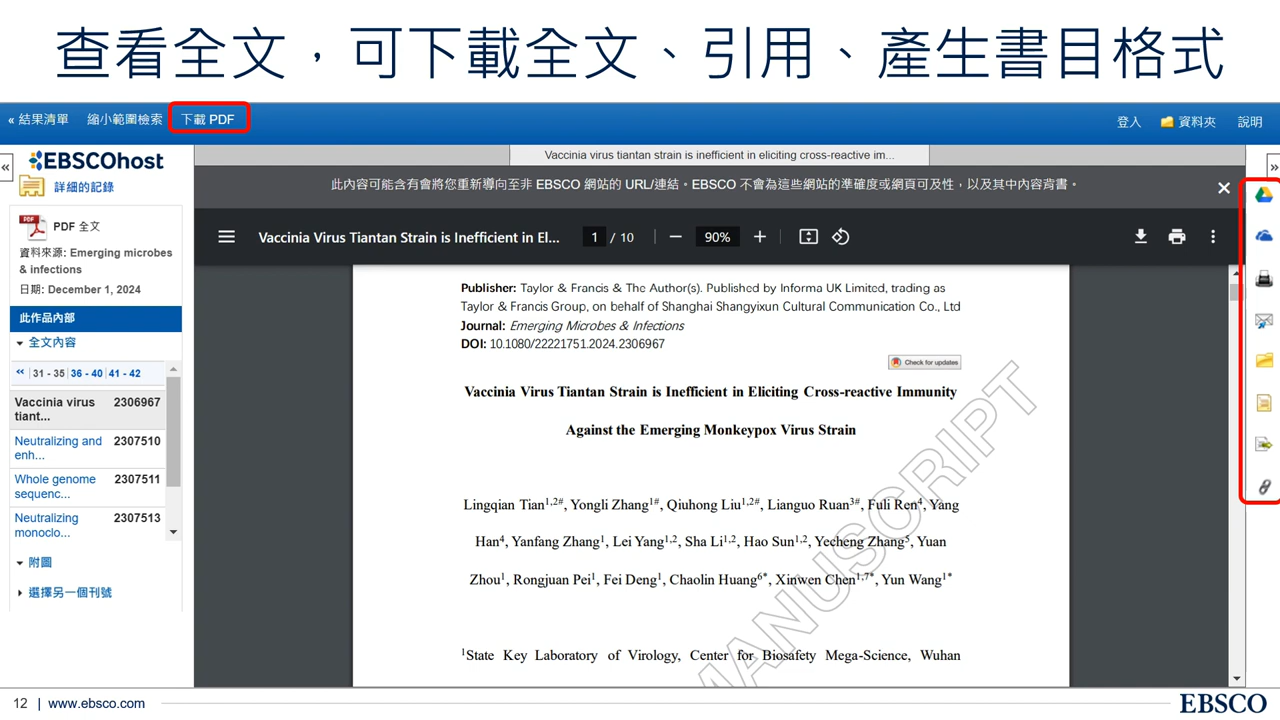 查看全文，可下載全文、引用、產生書目格式
« 結果清單 縮小範圍檢索 下載 PDF 登入 資料夾 說明
«
EBSCOhost
詳細的記錄
PDF
PDF 全文
資料來源: Emerging microbes
& infections
日期: December 1, 2024
此作品內部
全文內容
« 31 - 35 36 - 40 41 - 42
Vaccinia virus 2306967
tiant...
Neutralizing and 2307510
enh...
Whole genome 2307511
sequenc...
Neutralizing 2307513
monoclo...
附圖
選擇另一個刊號
Vaccinia virus tiantan strain is inefficient in eliciting cross-reactive im...
»
此內容可能含有會將您重新導向至非 EBSCO 網站的 URL/連結。EBSCO 不會為這些網站的準確度或網頁可及性，以及其中內容背書。
Vaccinia Virus Tiantan Strain is Inefficient in El... 1 / 10 90%
Publisher: Taylor & Francis & The Author(s). Published by Informa UK Limited, trading as
Taylor & Francis Group, on behalf of Shanghai Shangyixun Cultural Communication Co., Ltd
Journal: Emerging Microbes & Infections
DOI: 10.1080/22221751.2024.2306967
Check for updates
Vaccinia Virus Tiantan Strain is Inefficient in Eliciting Cross-reactive Immunity
Against the Emerging Monkeypox Virus Strain
Lingqian Tian1,2#, Yongli Zhang1#, Qiuhong Liu1,2#, Lianguo Ruan3#, Fuli Ren4, Yang
Han4, Yanfang Zhang1, Lei Yang1,2, Sha Li1,2, Hao Sun1,2, Yecheng Zhang5, Yuan
Zhou1, Rongjuan Pei1, Fei Deng1, Chaolin Huang6*, Xinwen Chen1,7*, Yun Wang1*
1State Key Laboratory of Virology, Center for Biosafety Mega-Science, Wuhan
MANUSCRIPT
12 | www.ebsco.com
EBSCO